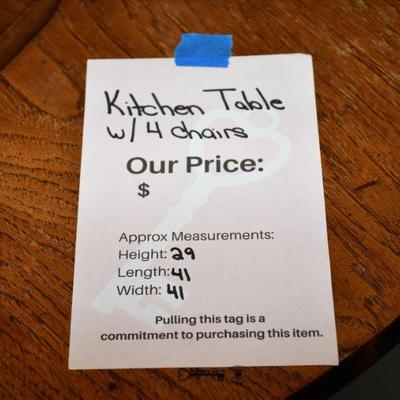 Kitchen Table
w/ 4 chairs
Our Price:
$
Approx Measurements:
Height: 29
Length: 41
Width: 41
Pulling this tag is a
commitment to purchasing this item.